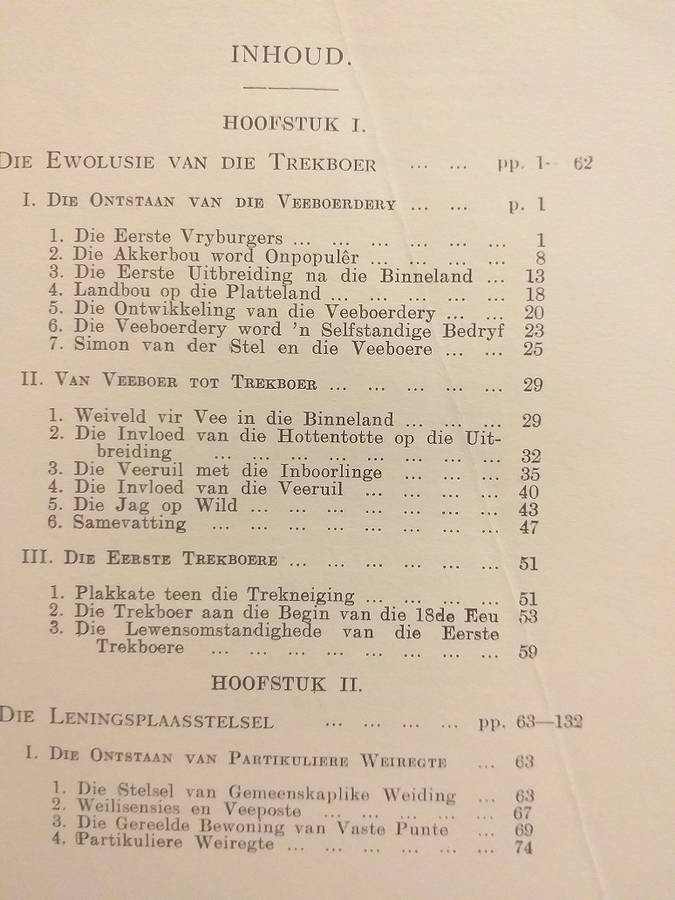 INHOUD.
HOOFSTUK I.
DIE EWOLUSIE VAN DIE TREKBOER ... ... pp. 1- 62
I. DIE ONTSTAAN VAN DIE VEEBOERDERY ... ... p. 1
1. Die Eerste Vryburgers ... ... ... ... ... ... 1
2. Die Akkerbou word Onpopulêr ... ... ... ... 8
3. Die Eerste Uitbreiding na die Binneland ... 13
4. Landbou op die Platteland ... ... ... ... ... 18
5. Die Ontwikkeling van die Veeboerdery ... ... 20
6. Die Veeboerdery word 'n Selfstandige Bedryf 23
7. Simon van der Stel en die Veeboere ... ... 25
II. VAN VEEBOER TOT TREKBOER ... ... ... ... ... 29
1. Weiveld vir Vee in die Binneland ... ... ... 29
2. Die Invloed van die Hottentotte op die Uit-
breiding ... ... ... ... ... ... ... ... 32
3. Die Veeruil met die Inboorlinge ... ... ... 35
4. Die Invloed van die Veeruil ... ... ... ... 40
5. Die Jag op Wild ... ... ... ... ... ... ... 43
6. Samevatting ... ... ... ... ... ... ... ... 47
III. DIE EERSTE TREKBOERE ... ... ... ... ... ... 51
1. Plakkate teen die Trekneiging ... ... ... ... 51
2. Die Trekboer aan die Begin van die 18de Eeu 53
3. Die Lewensomstandighede van die Eerste
Trekboere ... ... ... ... ... ... ... ... 59
HOOFSTUK II.
DIE LENINGSPLAASSTELSEL ... ... ... ... pp. 63—132
I. DIE ONTSTAAN VAN PARTIKULIERE WEIREGTE ... 63
1. Die Stelsel van Gemeenskaplike Weiding ... 63
2. Weilisensies en Veeposte ... ... ... ... ... 67
3. Die Gereelde Bewoning van Vaste Punte ... 69
4. Partikuliere Weiregte ... ... ... ... ... ... 74